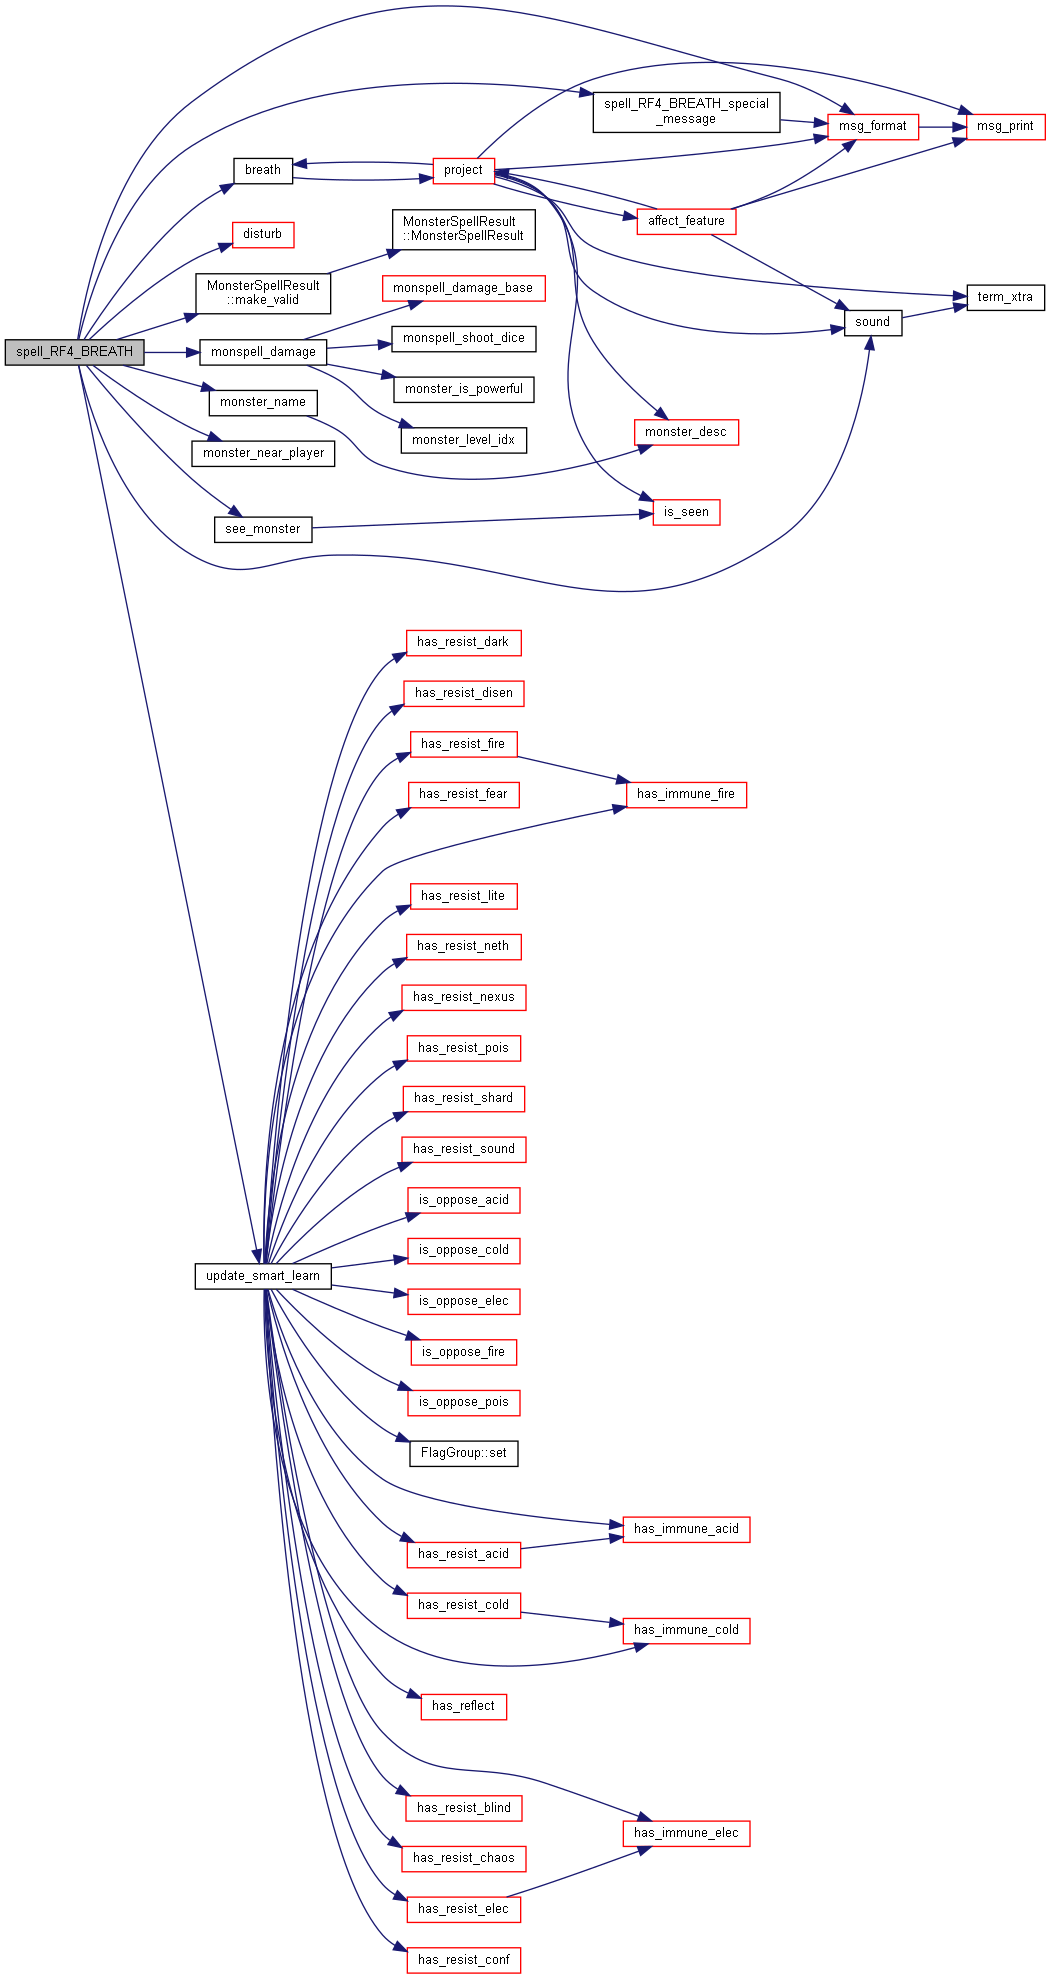 spell_RF4_BREATH_special
_message
msg_format
msg_print
breath
project
affect_feature
disturb
MonsterSpellResult
::MonsterSpellResult
MonsterSpellResult
::make_valid
monspell_damage_base
term_xtra
sound
monspell_shoot_dice
spell_RF4_BREATH
monspell_damage
monster_is_powerful
monster_name
monster_level_idx
monster_desc
monster_near_player
is_seen
see_monster
has_resist_dark
has_resist_disen
has_resist_fire
has_resist_fear
has_immune_fire
has_resist_lite
has_resist_neth
has_resist_nexus
has_resist_pois
has_resist_shard
has_resist_sound
is_oppose_acid
is_oppose_cold
update_smart_learn
is_oppose_elec
is_oppose_fire
is_oppose_pois
FlagGroup::set
has_immune_acid
has_resist_acid
has_resist_cold
has_immune_cold
has_reflect
has_resist_blind
has_immune_elec
has_resist_chaos
has_resist_elec
has_resist_conf